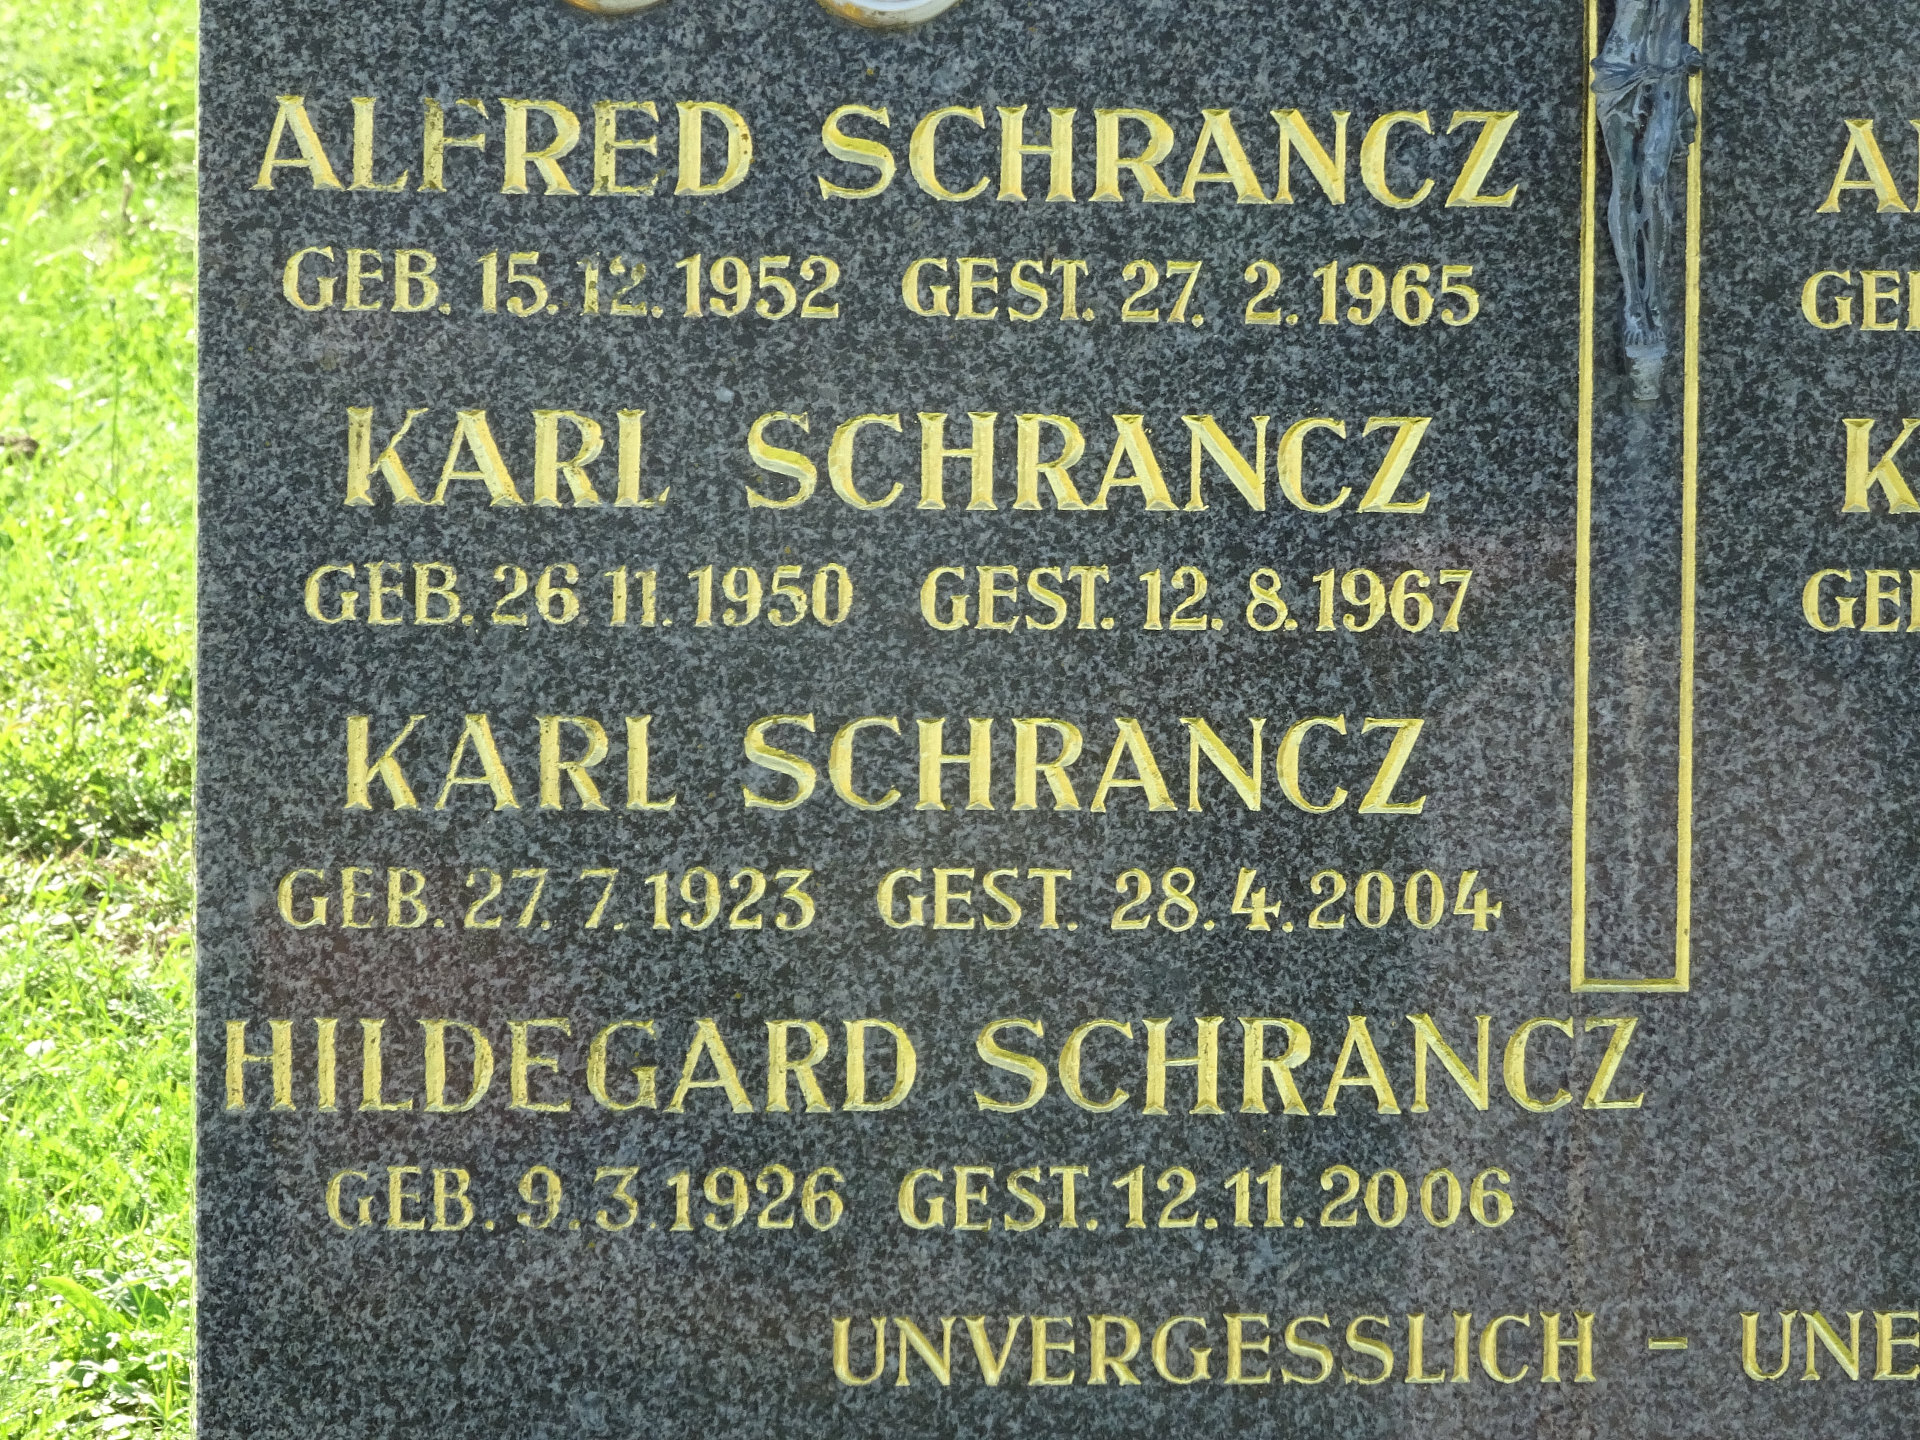 ALFRED SCHRANCZ
GEB. 15. 12. 1952 GEST. 27. 2. 1965
KARL SCHRANCZ
GEB. 26 11. 1950 GEST. 12. 8. 1967
KARL SCHRANCZ
GEB. 27. 7. 1923 GEST. 28. 4. 2004
HILDEGARD SCHRANCZ
GEB. 9. 3. 1926 GEST. 12. 11. 2006
UNVERGESSLICH –